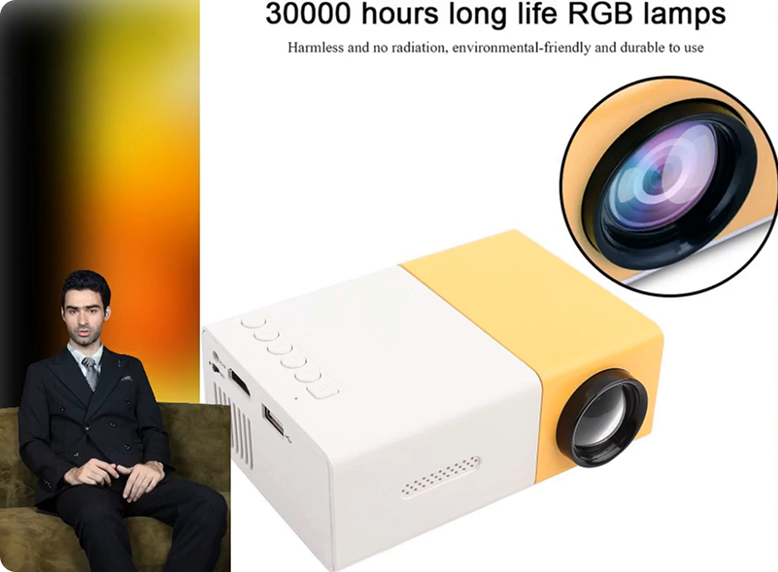 30000 hours long life RGB lamps
Harmless and no radiation, environmental-friendly and durable to use